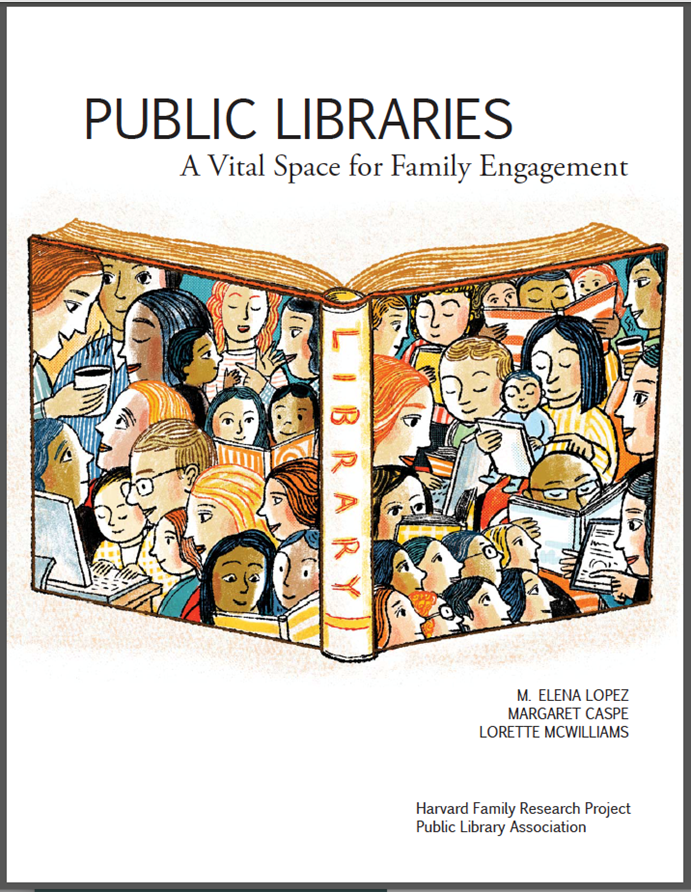 PUBLIC LIBRARIES
A Vital Space for Family Engagement
LIBRARY
M. ELENA LOPEZ
MARGARET CASPE
LORETTE MCWILLIAMS
Harvard Family Research Project
Public Library Association